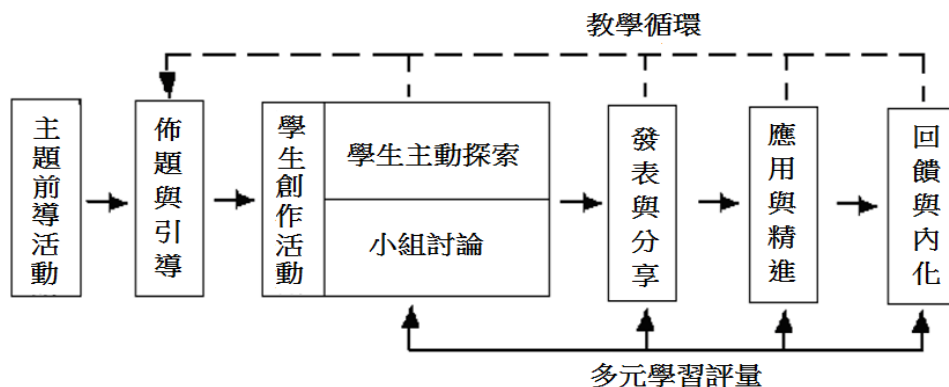 教學循環
主題前導活動
佈題與引導
學生創作活動
學生主動探索
小組討論
發表與分享
應用與精進
回饋與內化
多元學習評量